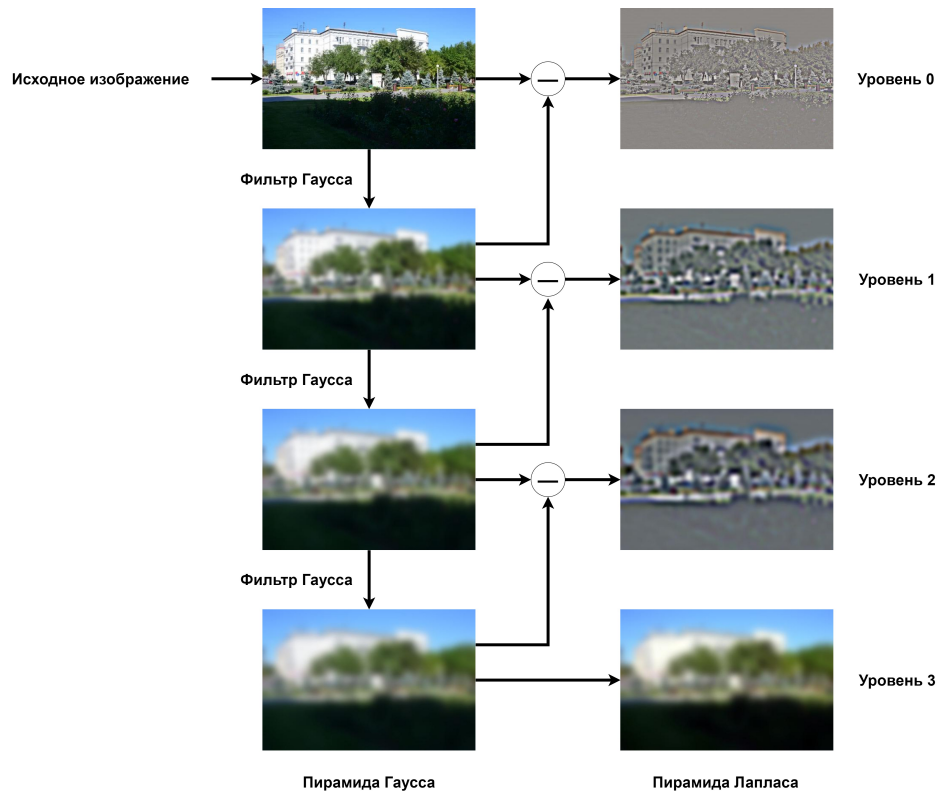 Исходное изображение
Уровень 0
Фильтр Гаусса
Уровень 1
Фильтр Гаусса
Уровень 2
Фильтр Гаусса
Уровень 3
Пирамида Гаусса
Пирамида Лапласа